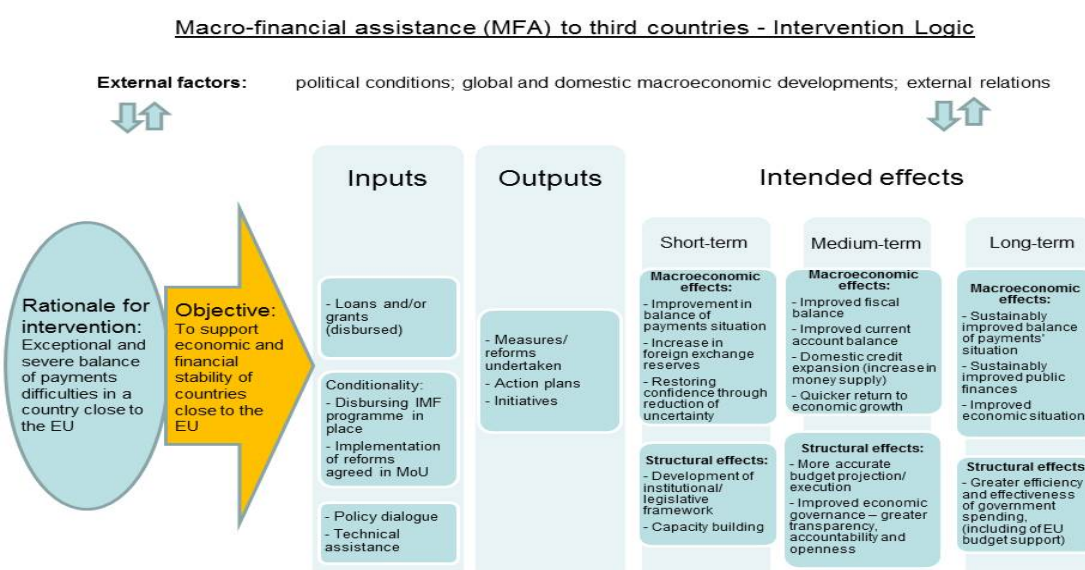 Macro-financial assistance (MFA) to third countries - Intervention Logic
External factors: political conditions; global and domestic macroeconomic developments; external relations
Rationale for
intervention:
Exceptional and
severe balance
of payments
difficulties in a
country close to
the EU
Objective:
To support
economic and
financial
stability of
countries
close to the
EU
Inputs
- Loans and/or
grants
(disbursed)
Conditionality:
- Disbursing IMF
programme in
place
- Implementation
of reforms
agreed in MoU
- Policy dialogue
- Technical
assistance
Outputs
- Measures/
reforms
undertaken
- Action plans
- Initiatives
Intended effects
Short-term
Macroeconomic
effects:
- Improvement in
balance of
payments situation
- Increase in
foreign exchange
reserves
- Restoring
confidence through
reduction of
uncertainty
Structural effects:
- Development of
institutional/
legislative
framework
- Capacity building
Medium-term
Macroeconomic
effects:
- Improved fiscal
balance
- Improved current
account balance
- Domestic credit
expansion (increase in
money supply)
- Quicker return to
economic growth
Structural effects:
- More accurate
budget projection/
execution
- Improved economic
governance – greater
transparency,
accountability and
openness
Long-term
Macroeconomic
effects:
- Sustainably
improved balance
of payments'
situation
- Sustainably
improved public
finances
- Improved
economic situation
Structural effects
- Greater efficiency
and effectiveness
of government
spending,
(including of EU
budget support)